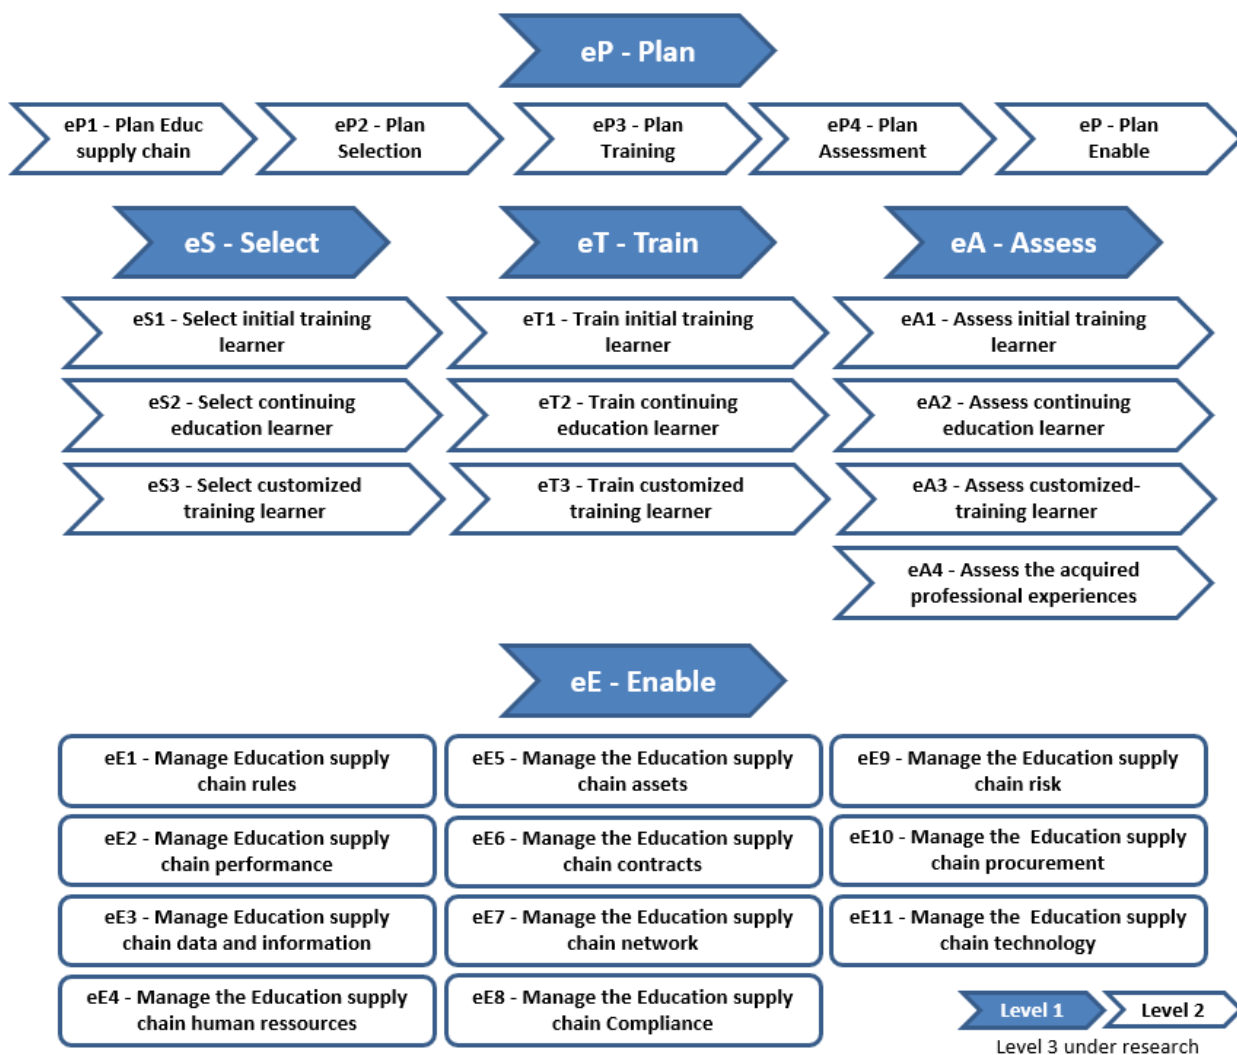 eP - Plan
eP1 - Plan Educ
supply chain
eP2 - Plan
Selection
eP3 - Plan
Training
eP4 - Plan
Assessment
eP - Plan
Enable
eS - Select
eT - Train
eA - Assess
eS1 - Select initial training
learner
eT1 - Train initial training
learner
eA1 - Assess initial training
learner
eS2 - Select continuing
education learner
eT2 - Train continuing
education learner
eA2 - Assess continuing
education learner
eS3 - Select customized
training learner
eT3 - Train customized
training learner
eA3 - Assess customized-
training learner
eA4 - Assess the acquired
professional experiences
eE - Enable
eE1 - Manage Education supply
chain rules
eE5 - Manage the Education supply
chain assets
eE9 - Manage the Education supply
chain risk
eE2 - Manage Education supply
chain performance
eE6 - Manage the Education supply
chain contracts
eE10 - Manage the  Education supply
chain procurement
eE3 - Manage Education supply
chain data and information
eE7 - Manage the Education supply
chain network
eE11 - Manage the  Education supply
chain technology
eE4 - Manage the Education supply
chain human ressources
eE8 - Manage the Education supply
chain Compliance
Level 1
Level 2
Level 3 under research